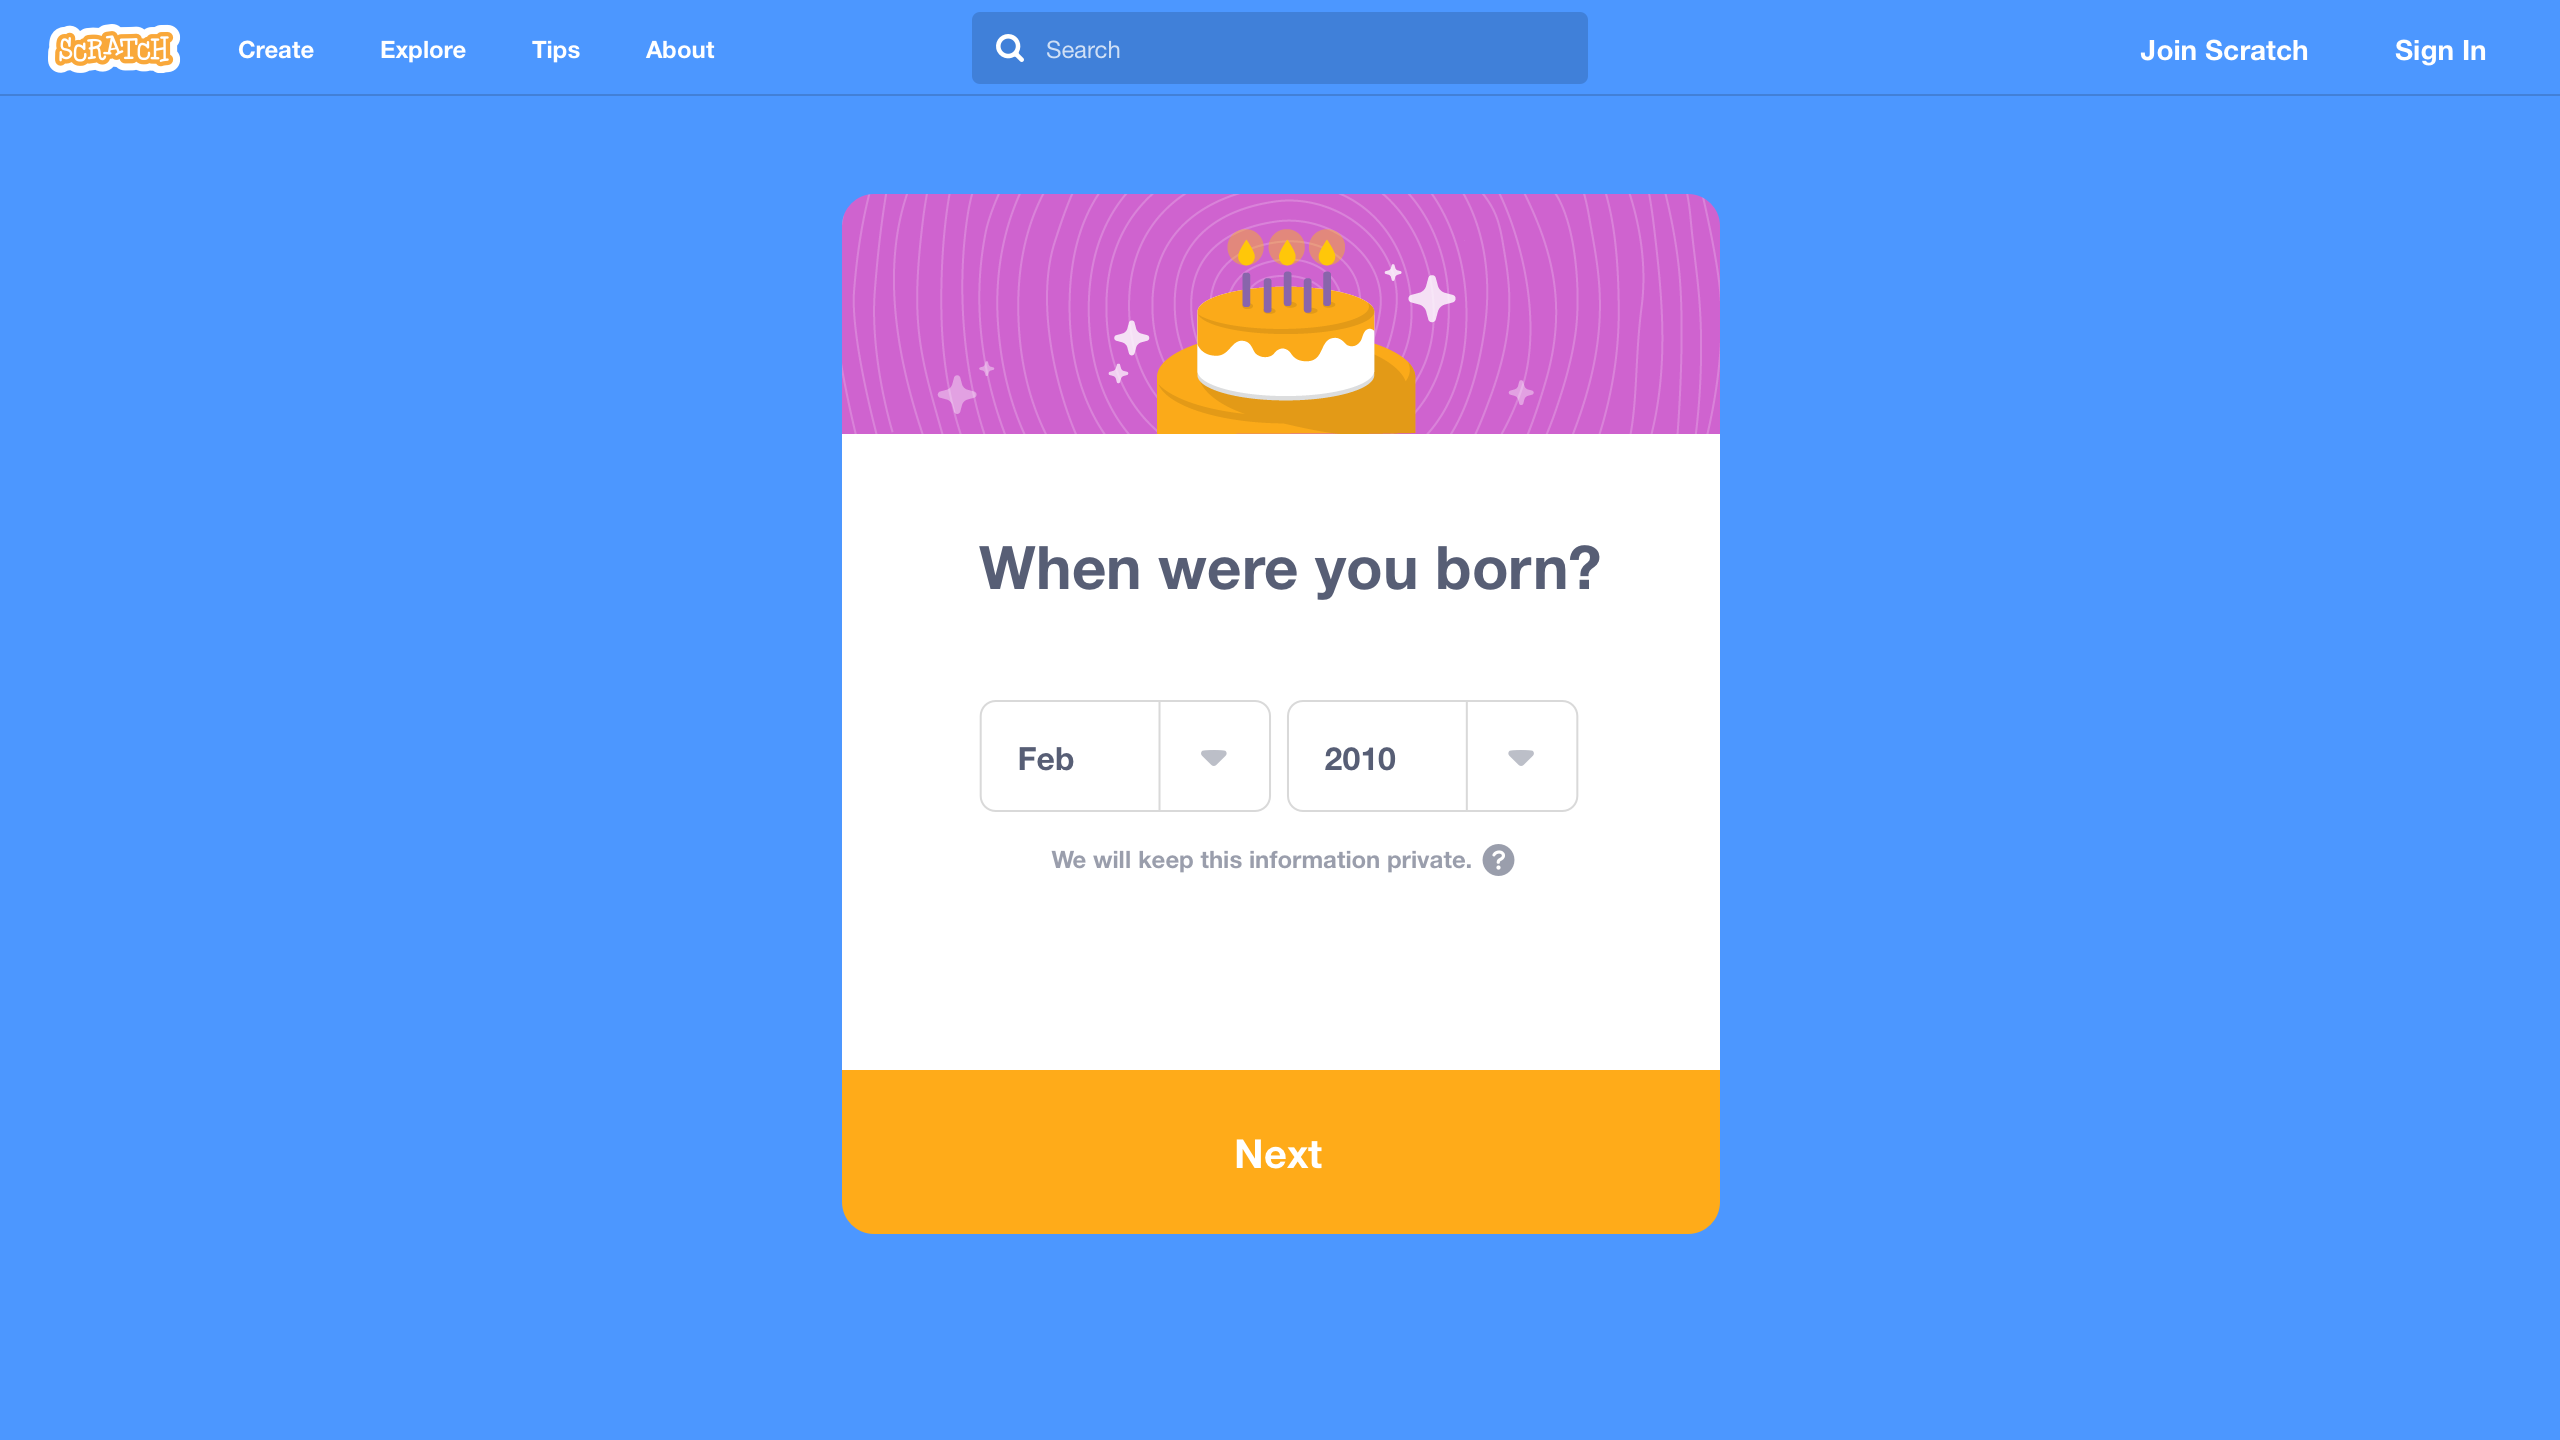 SCRATCH Create Explore Tips About Search Join Scratch Sign In
When were you born?
Feb 2010
We will keep this information private. ?
Next